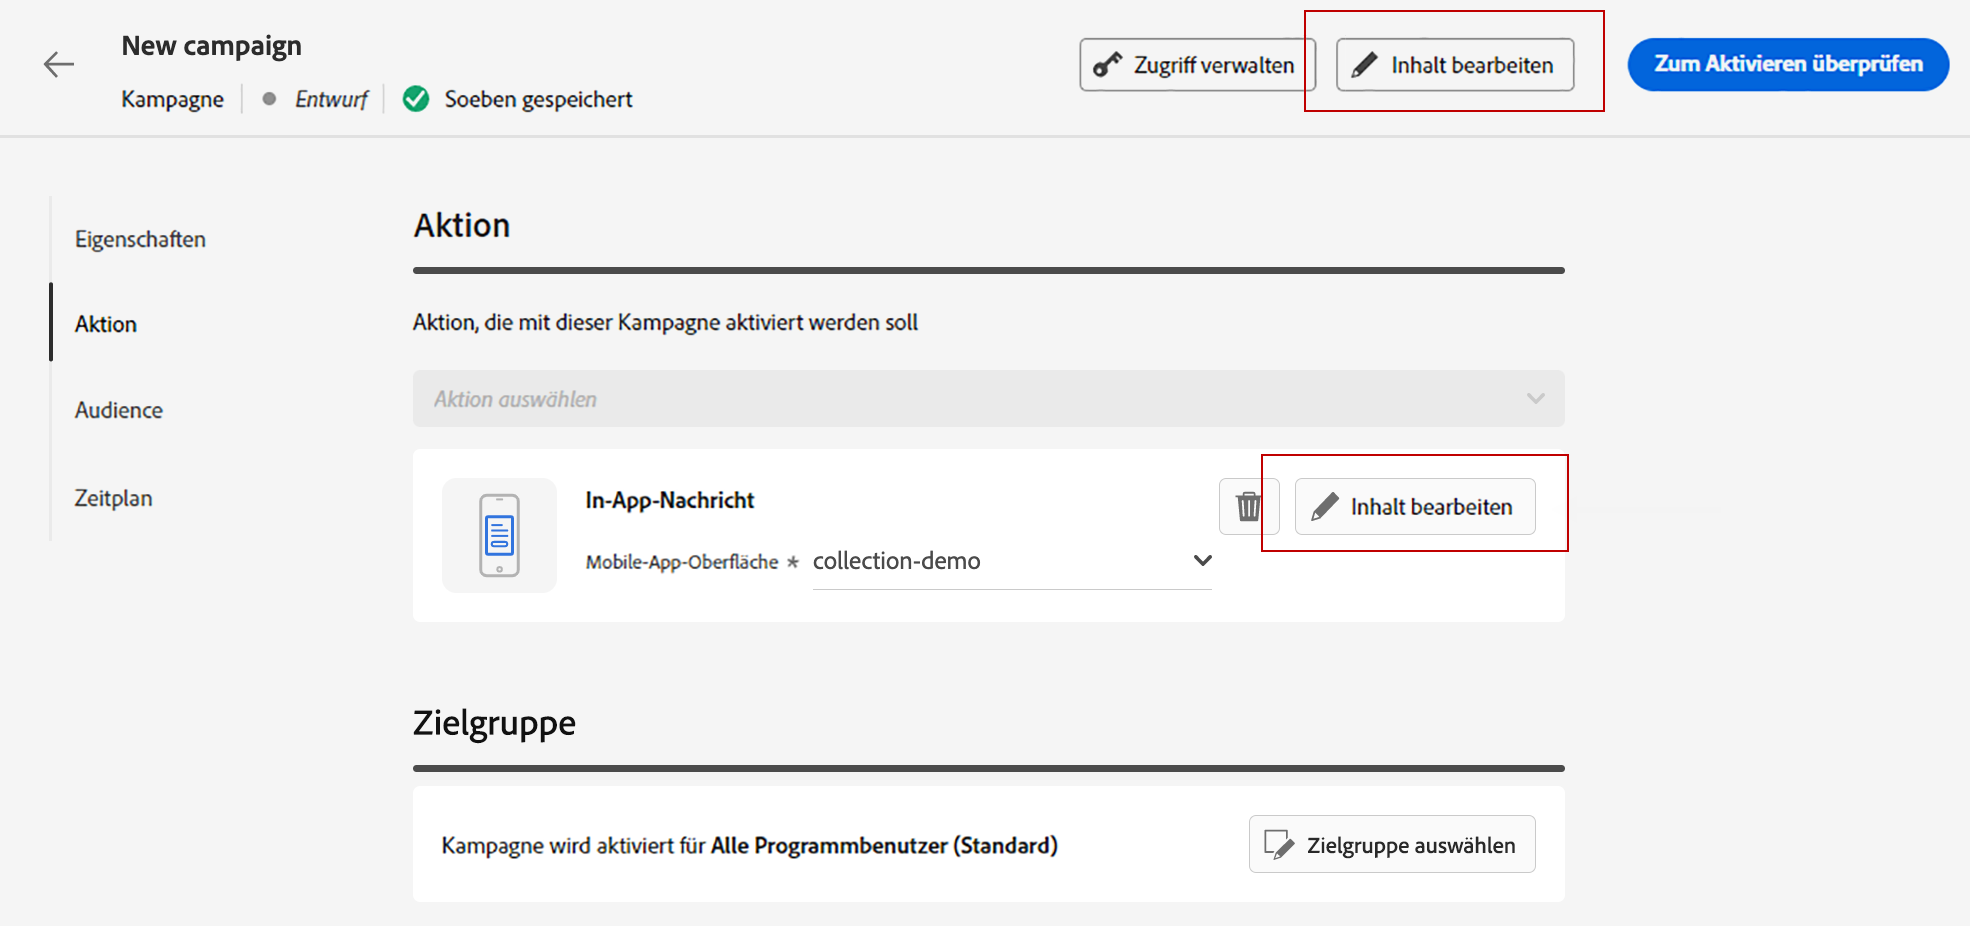 New campaign
Kampagne Entwurf Soeben gespeichert
Zugriff verwalten
Inhalt bearbeiten
Zum Aktivieren überprüfen
Eigenschaften
Aktion
Audience
Zeitplan
Aktion
Aktion, die mit dieser Kampagne aktiviert werden soll
Aktion auswählen
In-App-Nachricht
Inhalt bearbeiten
Mobile-App-Oberfläche * collection-demo
Zielgruppe
Kampagne wird aktiviert für Alle Programmbenutzer (Standard)
Zielgruppe auswählen